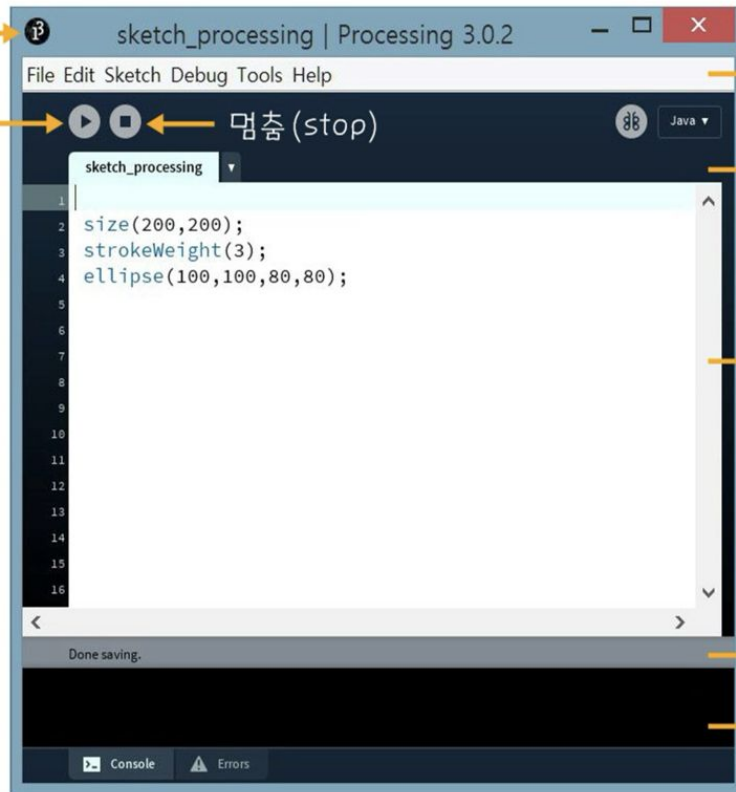 sketch_processing | Processing 3.0.2
File Edit Sketch Debug Tools Help
멈춤(stop)
Java
sketch_processing
1
2 size(200,200);
3 strokeWeight(3);
4 ellipse(100,100,80,80);
5
6
7
8
9
10
11
12
13
14
15
16
Done saving.
Console Errors